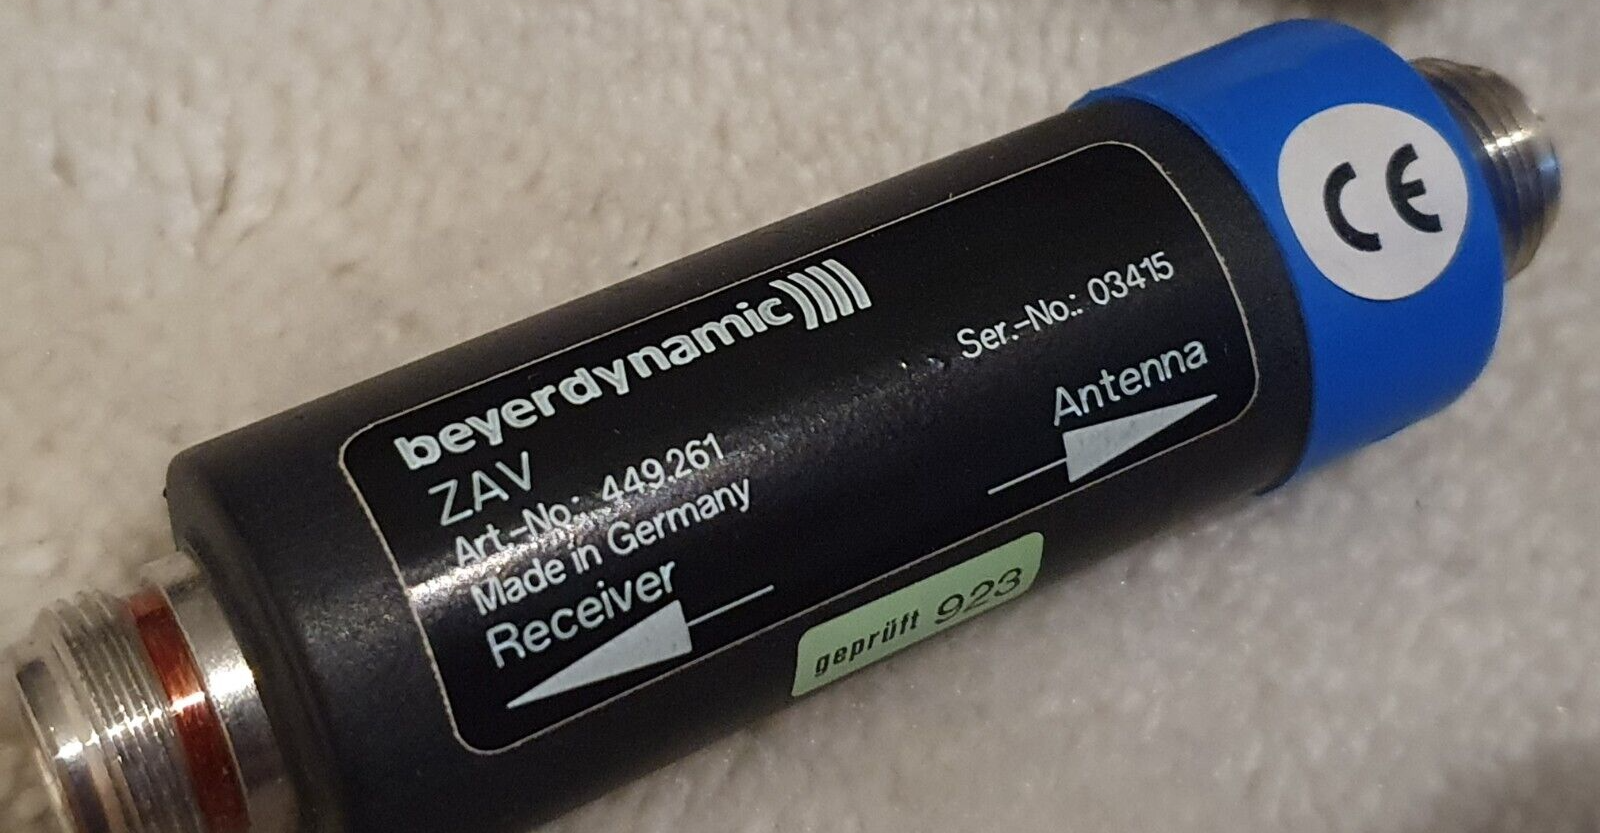 beyerdynamic
ZAV
Art.-No.: 449.261
Made in Germany
Receiver
Ser.-No.: 03415
Antenna
geprüft 923
CE